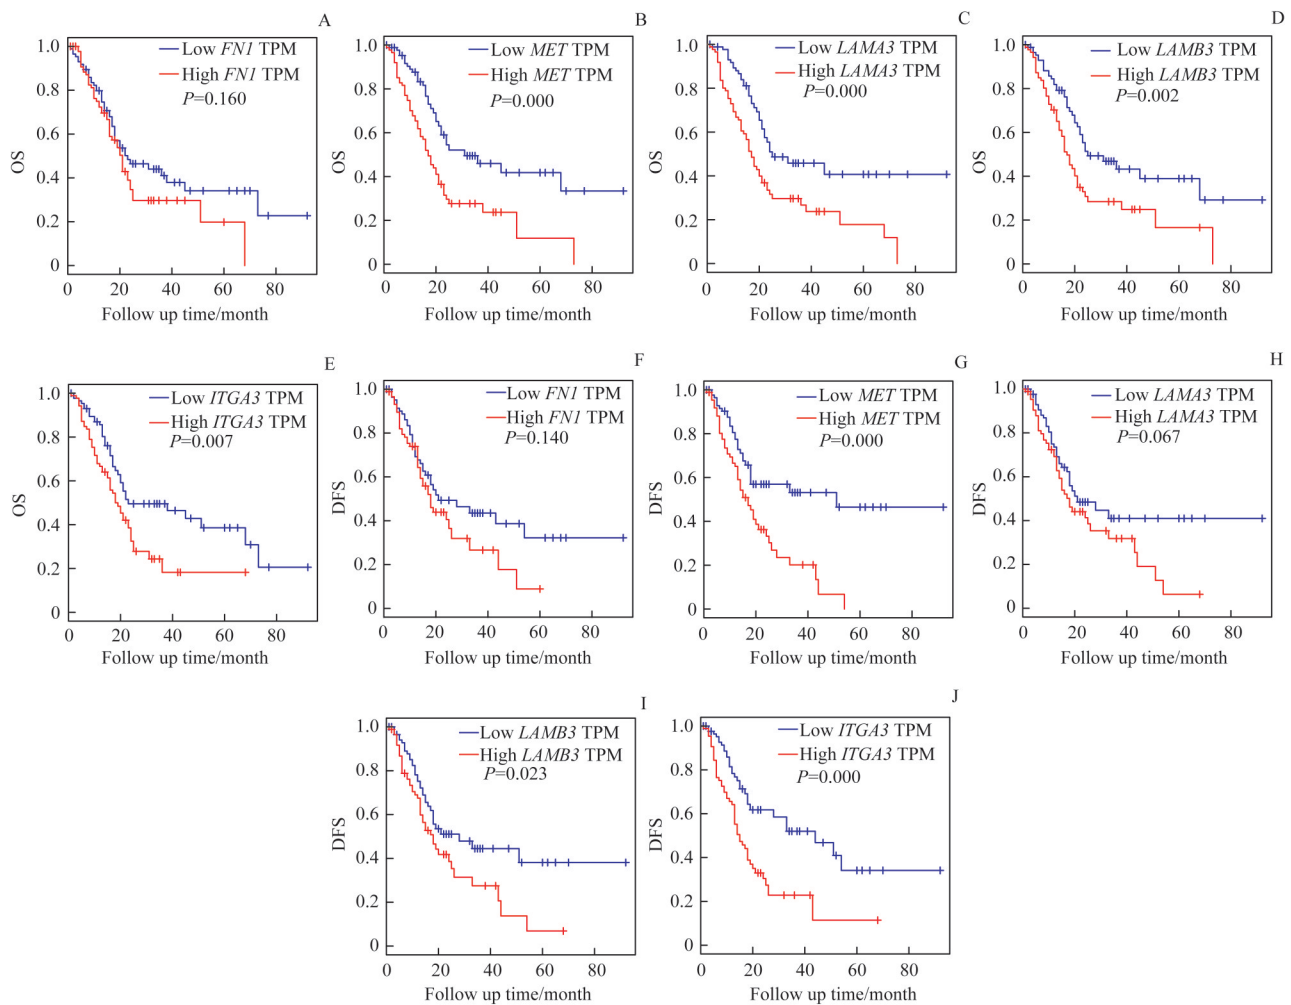 A
1.0
0.8
0.6
0.4
0.2
0
OS
Low FN1 TPM
High FN1 TPM
P=0.160
0 20 40 60 80
Follow up time/month
B
1.0
0.8
0.6
0.4
0.2
0
OS
Low MET TPM
High MET TPM
P=0.000
0 20 40 60 80
Follow up time/month
C
1.0
0.8
0.6
0.4
0.2
0
OS
Low LAMA3 TPM
High LAMA3 TPM
P=0.000
0 20 40 60 80
Follow up time/month
D
1.0
0.8
0.6
0.4
0.2
0
OS
Low LAMB3 TPM
High LAMB3 TPM
P=0.002
0 20 40 60 80
Follow up time/month
E
1.0
0.8
0.6
0.4
0.2
0
OS
Low ITGA3 TPM
High ITGA3 TPM
P=0.007
0 20 40 60 80
Follow up time/month
F
1.0
0.8
0.6
0.4
0.2
0
DFS
Low FN1 TPM
High FN1 TPM
P=0.140
0 20 40 60 80
Follow up time/month
G
1.0
0.8
0.6
0.4
0.2
0
DFS
Low MET TPM
High MET TPM
P=0.000
0 20 40 60 80
Follow up time/month
H
1.0
0.8
0.6
0.4
0.2
0
DFS
Low LAMA3 TPM
High LAMA3 TPM
P=0.067
0 20 40 60 80
Follow up time/month
I
1.0
0.8
0.6
0.4
0.2
0
DFS
Low LAMB3 TPM
High LAMB3 TPM
P=0.023
0 20 40 60 80
Follow up time/month
J
1.0
0.8
0.6
0.4
0.2
0
DFS
Low ITGA3 TPM
High ITGA3 TPM
P=0.000
0 20 40 60 80
Follow up time/month